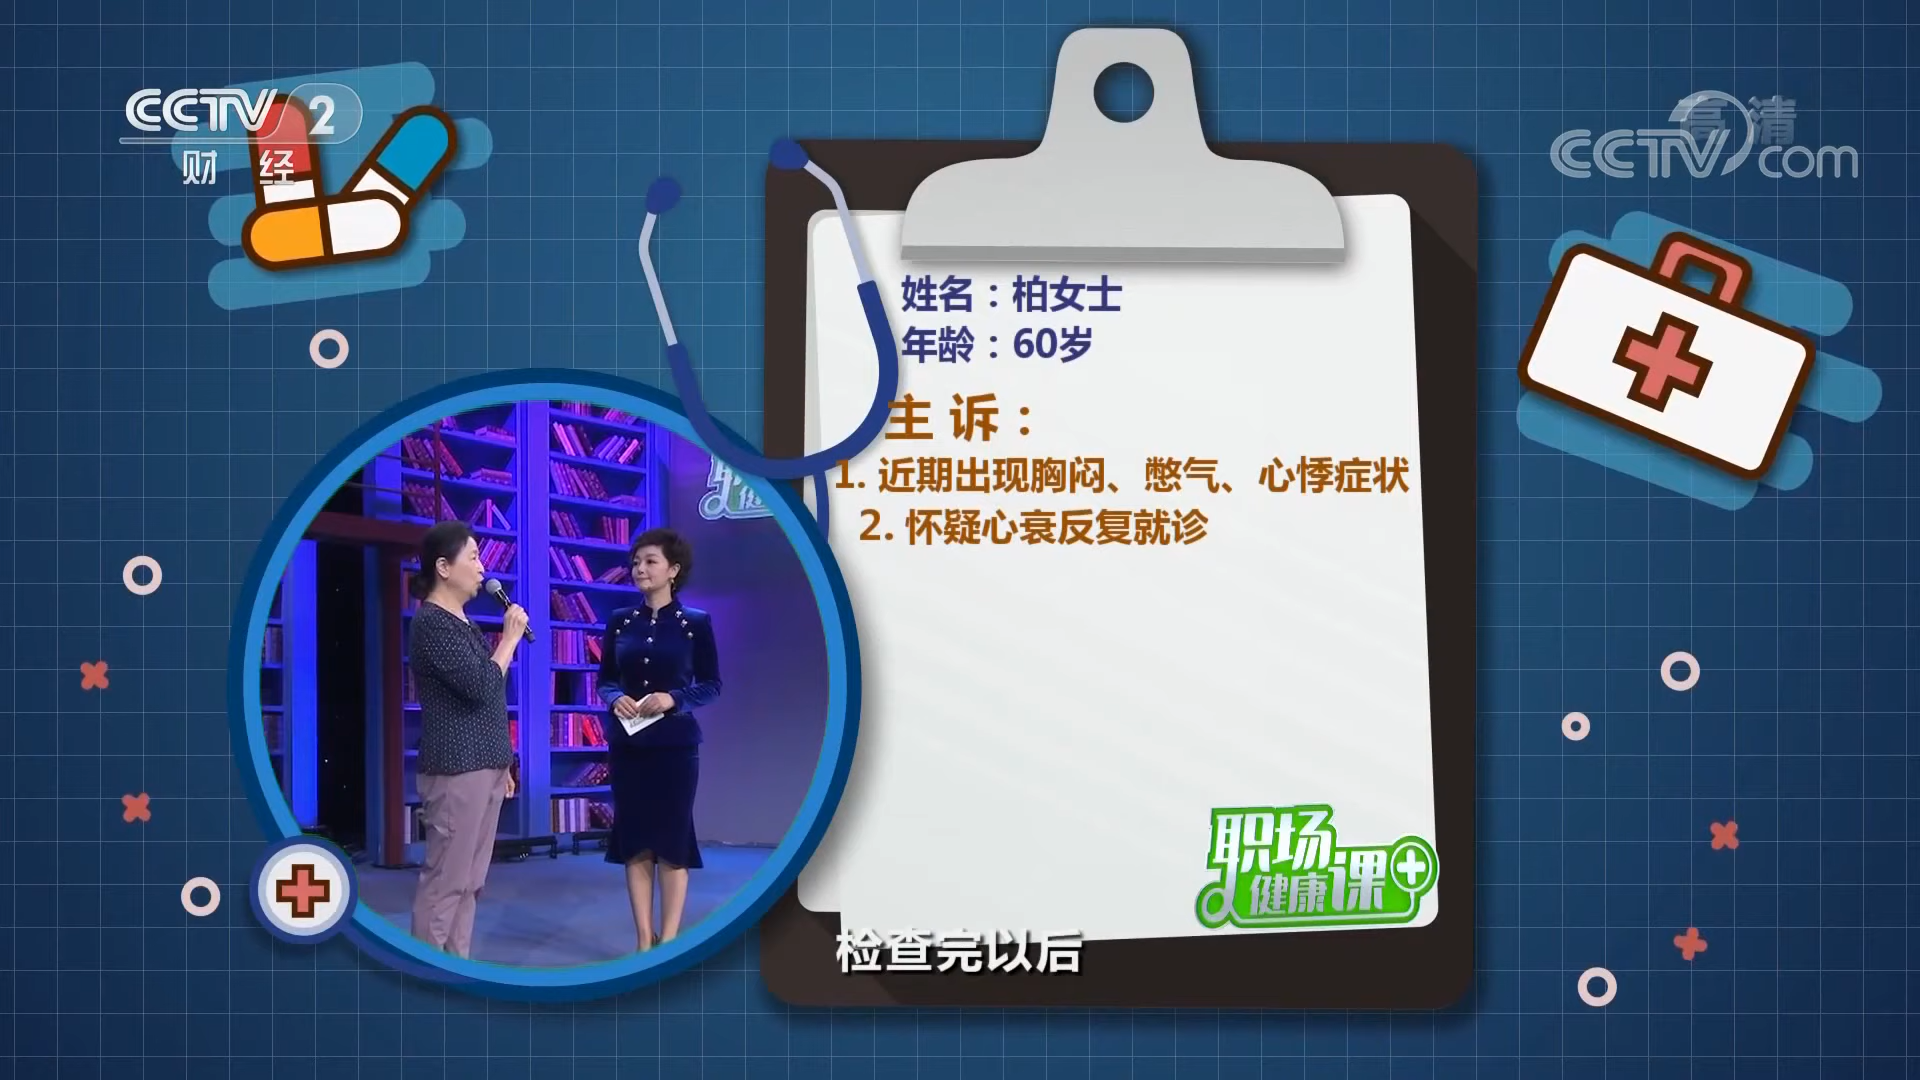 CCTV 2
财 经
高清
CCTV com
姓名：柏女士
年龄：60岁
主 诉：
1. 近期出现胸闷、憋气、心悸症状
2. 怀疑心衰反复就诊
职场
健康课
检查完以后